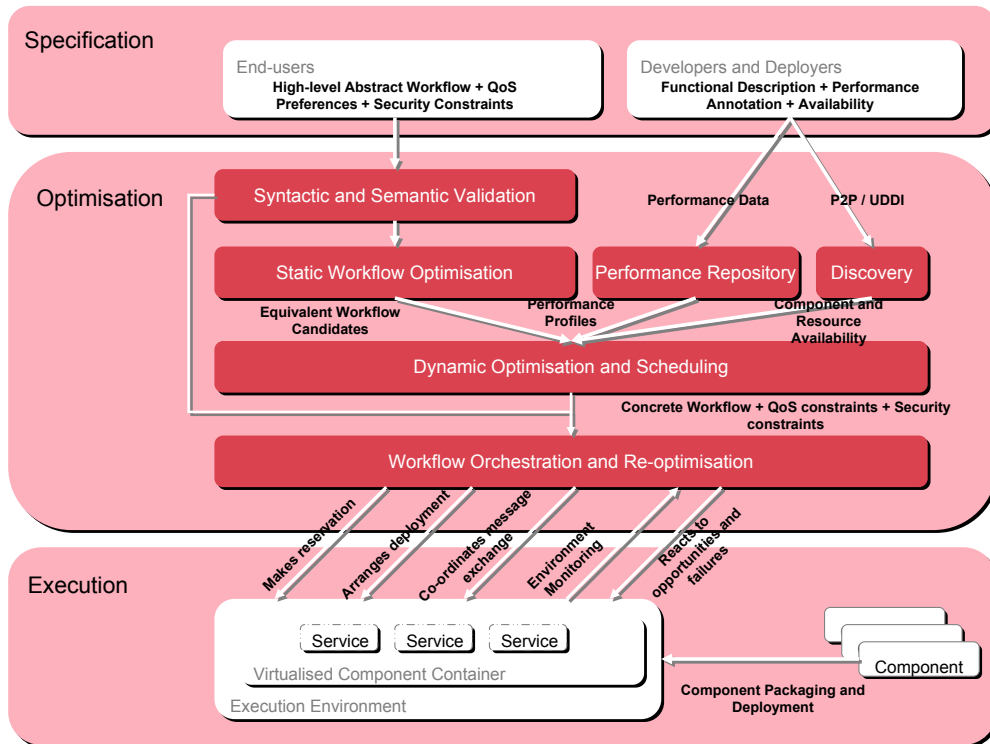 Specification
End-users
High-level Abstract Workflow + QoS
Preferences + Security Constraints
Developers and Deployers
Functional Description + Performance
Annotation + Availability
Optimisation
Syntactic and Semantic Validation
Performance Data
P2P / UDDI
Static Workflow Optimisation
Performance Repository
Discovery
Equivalent Workflow
Candidates
Performance
Profiles
Component and
Resource
Availability
Dynamic Optimisation and Scheduling
Concrete Workflow + QoS constraints + Security
constraints
Workflow Orchestration and Re-optimisation
Makes reservation
Arranges deployment
Co-ordinates message
exchange
Environment
Monitoring
Reacts to
opportunities and
failures
Execution
Service
Service
Service
Virtualised Component Container
Execution Environment
Component
Component Packaging and
Deployment